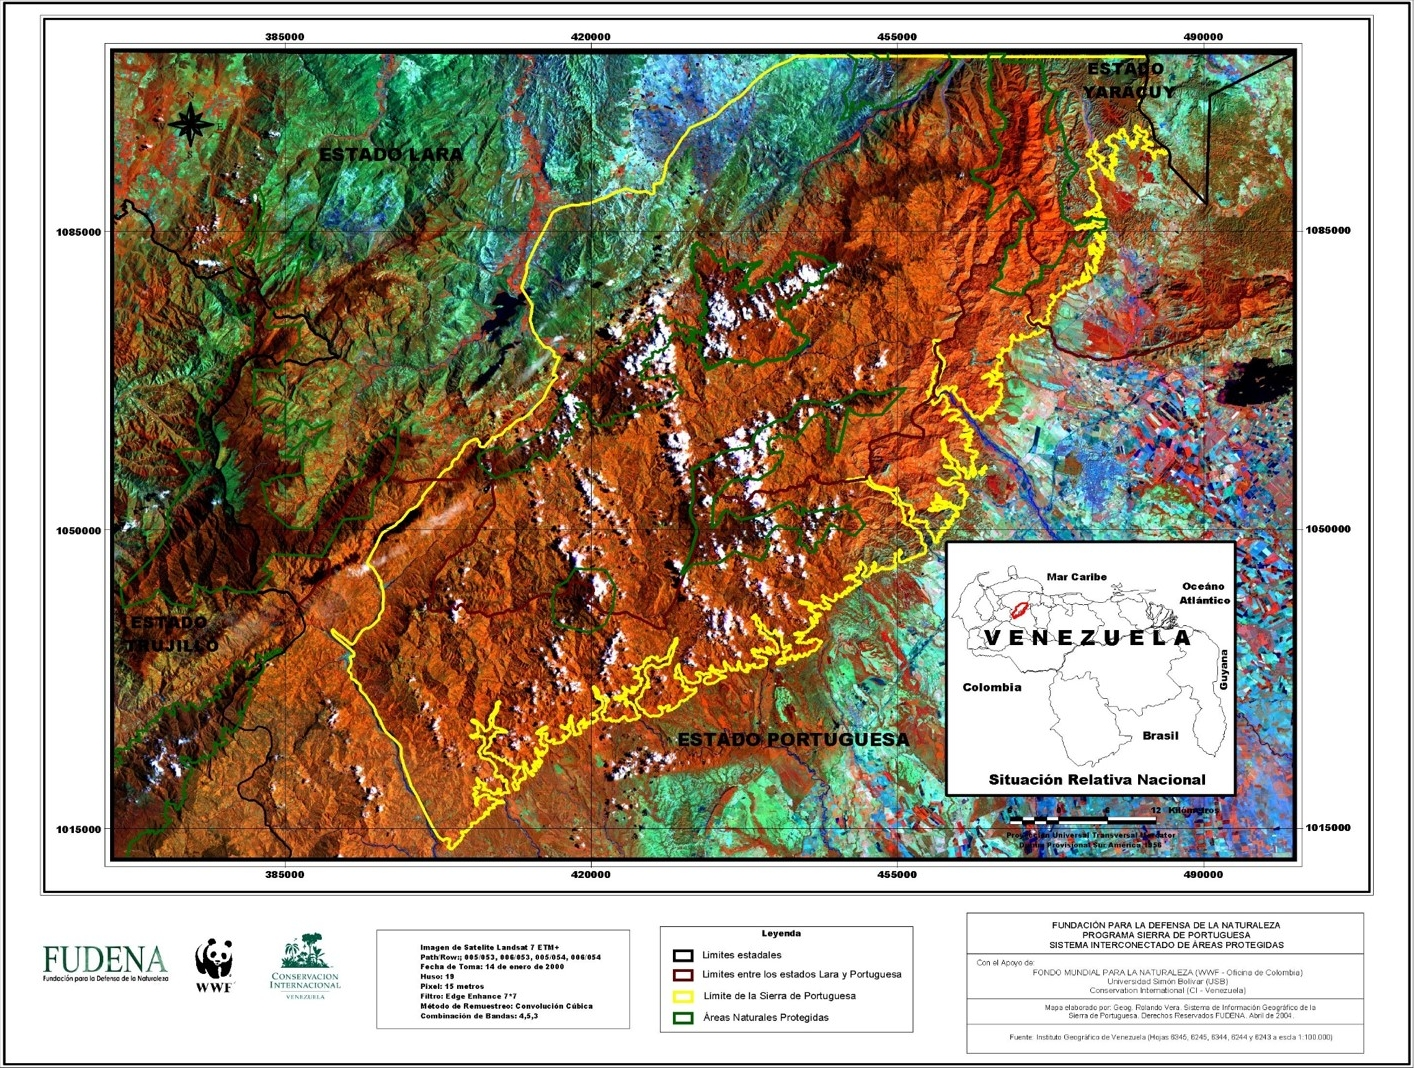 385000
420000
455000
490000
ESTADO
YARACUY
N
ESTADO LARA
S
1085000
1085000
1050000
1050000
ESTADO
TRUJILLO
ESTADO PORTUGUESA
Mar Caribe
Oceáno
Atlántico
VENEZUELA
Guyana
Colombia
Brasil
Situación Relativa Nacional
12 Kilómetros
Proyección Universal Transversal Mercator
Datum Provisional Sur América 1956
1015000
1015000
385000
420000
455000
490000
FUDENA
Fundación para la Defensa de la Naturaleza
WWF
CONSERVACION
INTERNACIONAL
VENEZUELA
Imagen de Satelite Landsat 7 ETM+
Path/Row:; 005/053, 006/053, 005/054, 006/054
Fecha de Toma: 14 de enero de 2000
Huso: 19
Pixel: 15 metros
Filtro: Edge Enhance 7*7
Método de Remuestreo: Convolución Cúbica
Combinación de Bandas: 4,5,3
Leyenda
Limites estadales
Limites entre los estados Lara y Portuguesa
Límite de la Sierra de Portuguesa
Àreas Naturales Protegidas
FUNDACIÓN PARA LA DEFENSA DE LA NATURALEZA
PROGRAMA SIERRA DE PORTUGUESA
SISTEMA INTERCONECTADO DE ÀREAS PROTEGIDAS
Con el Apoyo de:
FONDO MUNDIAL PARA LA NATURALEZA (WWF - Oficina de Colombia)
Universidad Simón Bolívar (USB)
Conservation International (CI - Venezuela)
Mapa elaborado por: Geog. Rolando Vera. Sistema de Información Geográfico de la
Sierra de Portuguesa. Derechos Reservados FUDENA. Abril de 2004.
Fuente: Instituto Geográfico de Venezuela (Hojas 6345, 6245, 6344, 6244 y 6243 a escla 1:100.000)